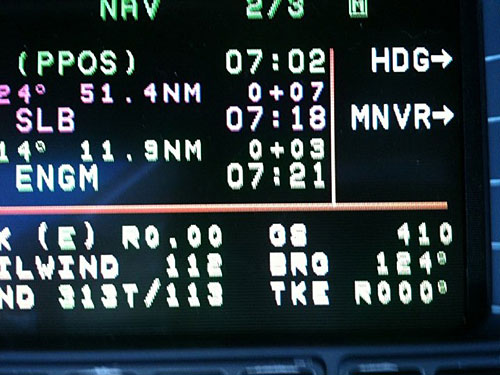 NAV 2/3 M
(PPOS) 07:02 HDG→
24° 51.4NM 0+07
SLB 07:18 MNVR→
14° 11.9NM 0+03
ENGM 07:21
K (E) R0.00 GS 410
ILWIND 112 BRG 124°
ND 313T/113 TKE R000°